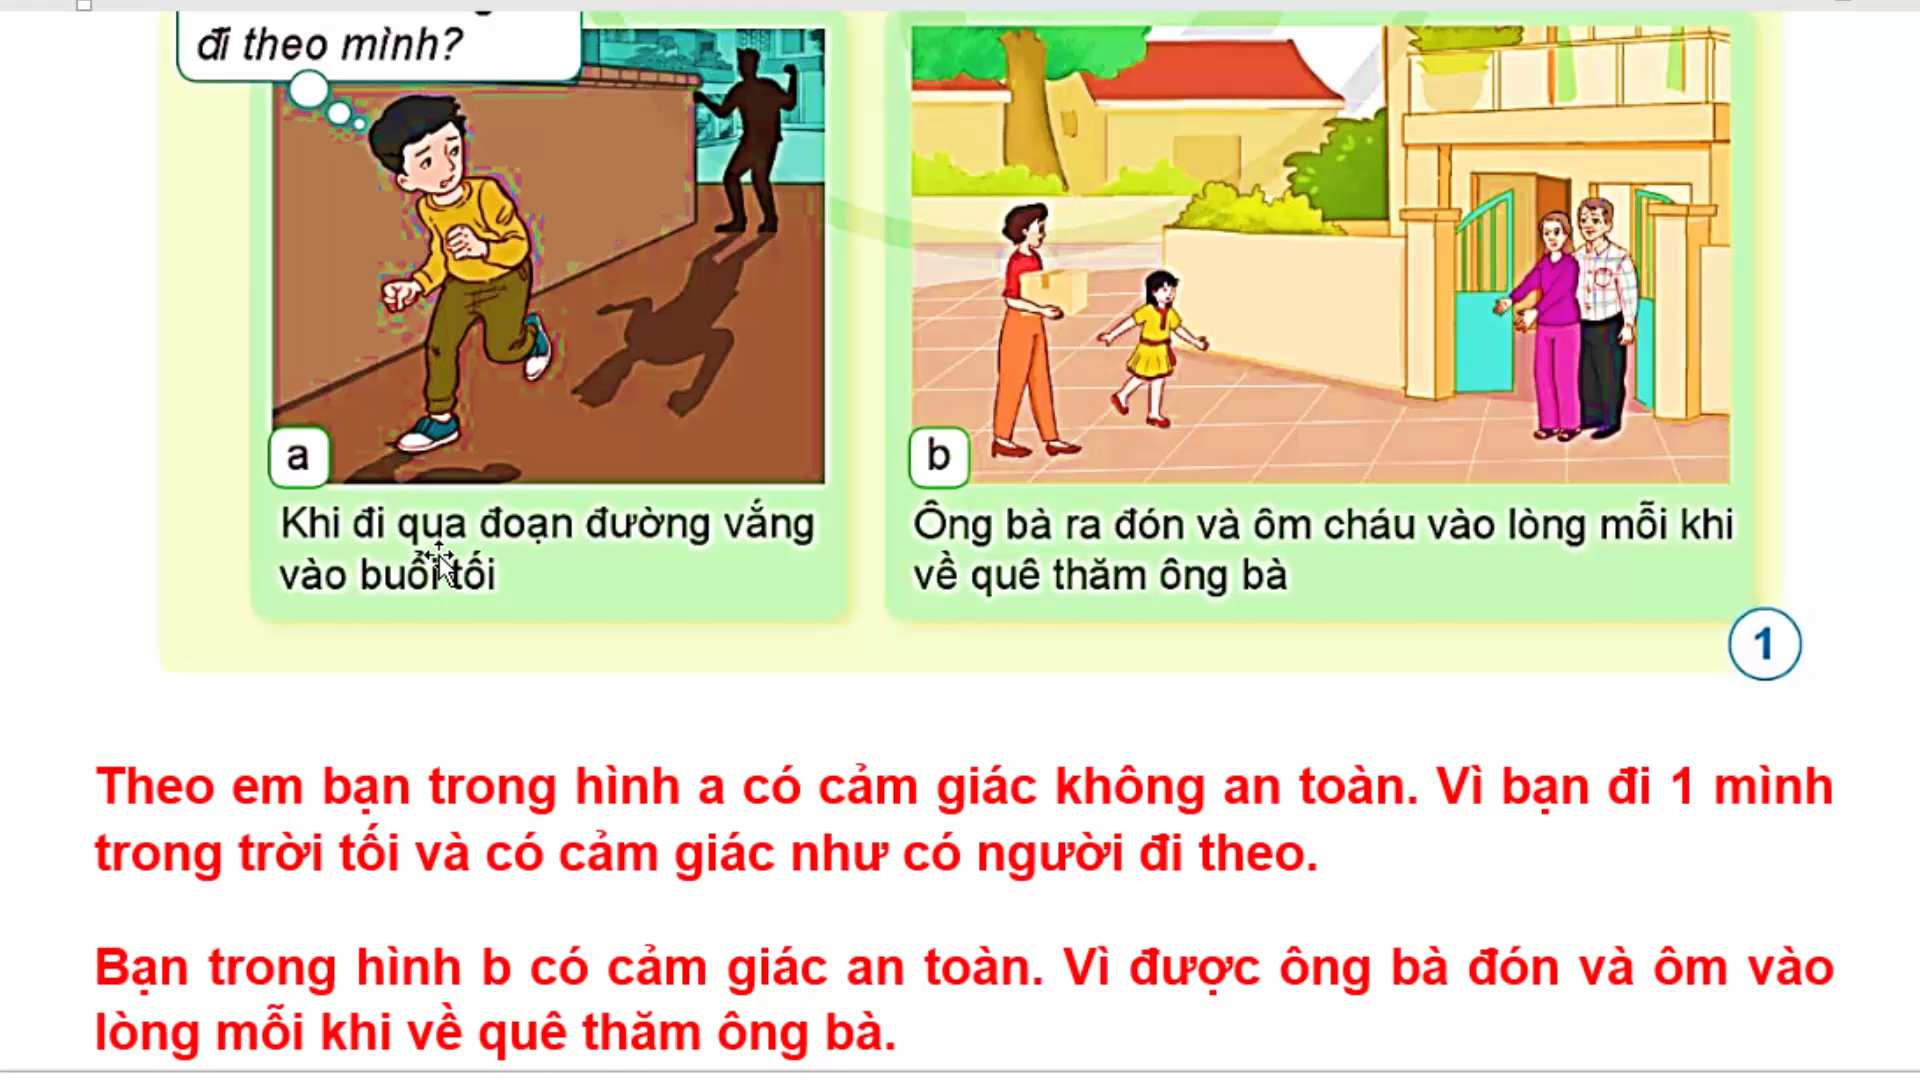 đi theo mình?
a
Khi đi qua đoạn đường vắng
vào buổi tối
b
Ông bà ra đón và ôm cháu vào lòng mỗi khi
về quê thăm ông bà
1
Theo em bạn trong hình a có cảm giác không an toàn. Vì bạn đi 1 mình
trong trời tối và có cảm giác như có người đi theo.
Bạn trong hình b có cảm giác an toàn. Vì được ông bà đón và ôm vào
lòng mỗi khi về quê thăm ông bà.